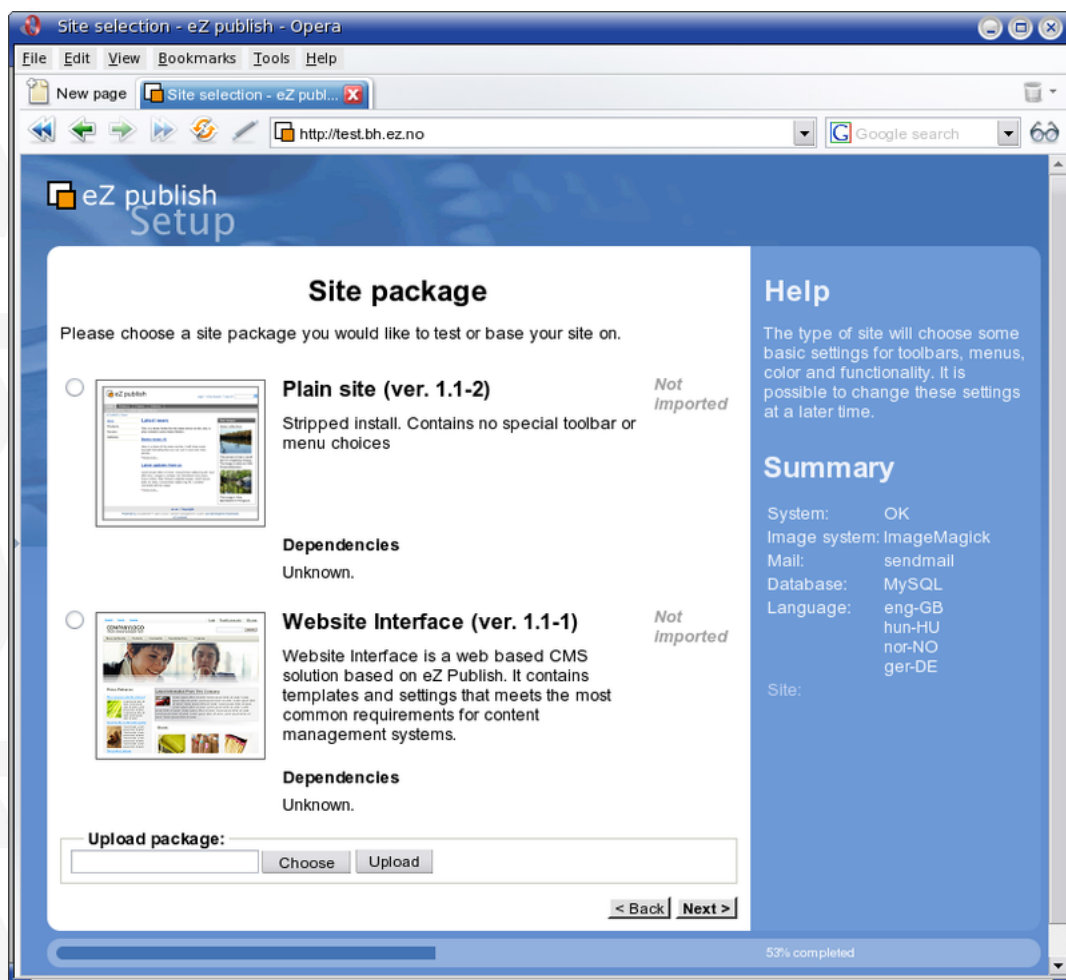 Site selection - eZ publish - Opera
File Edit View Bookmarks Tools Help
New page Site selection - eZ publ...
http://test.bh.ez.no Google search
eZ publish
Setup
Site package
Please choose a site package you would like to test or base your site on.
Plain site (ver. 1.1-2)
Not
Imported
Stripped install. Contains no special toolbar or
menu choices
Dependencies
Unknown.
Website Interface (ver. 1.1-1)
Not
Imported
Website Interface is a web based CMS
solution based on eZ Publish. It contains
templates and settings that meets the most
common requirements for content
management systems.
Dependencies
Unknown.
Upload package:
Choose Upload
< Back Next >
Help
The type of site will choose some
basic settings for toolbars, menus,
color and functionality. It is
possible to change these settings
at a later time.
Summary
System: OK
Image system: ImageMagick
Mail: sendmail
Database: MySQL
Language: eng-GB
hun-HU
nor-NO
ger-DE
Site:
53% completed